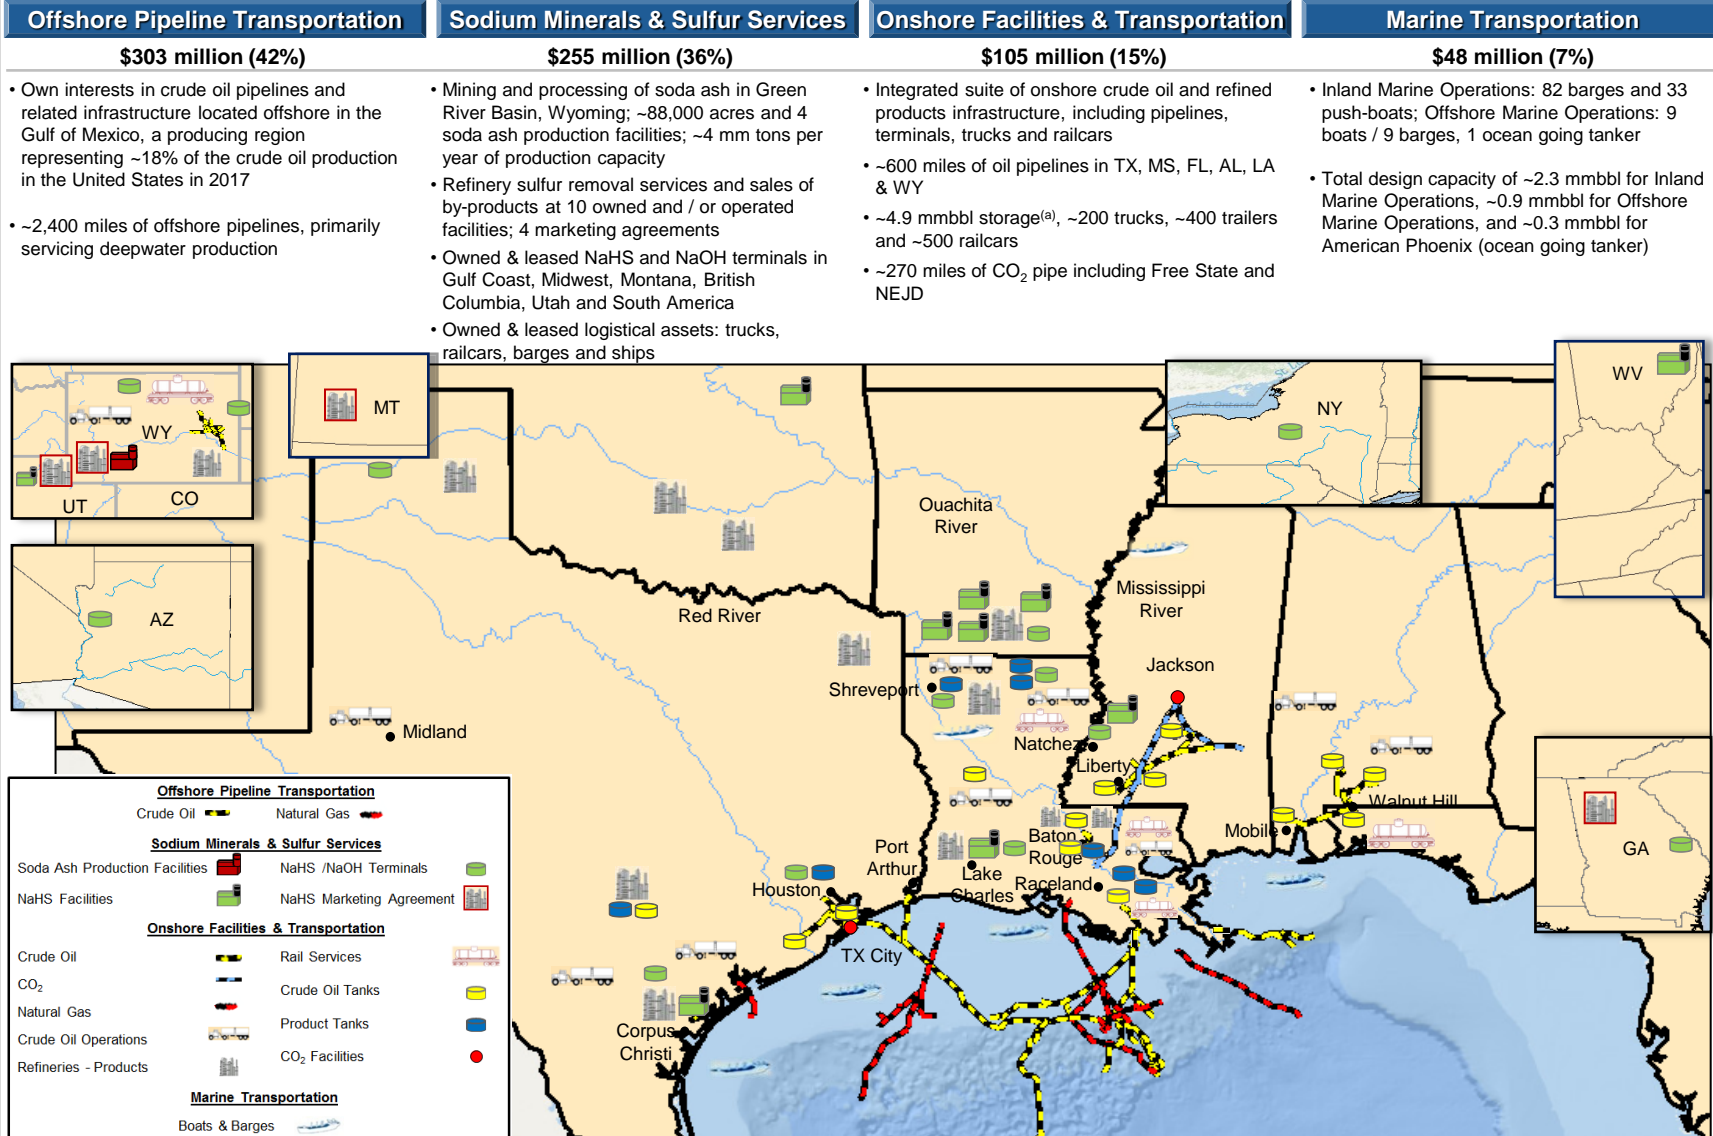 Offshore Pipeline Transportation
$303 million (42%)
• Own interests in crude oil pipelines and
related infrastructure located offshore in the
Gulf of Mexico, a producing region
representing ~18% of the crude oil production
in the United States in 2017
• ~2,400 miles of offshore pipelines, primarily
servicing deepwater production
Sodium Minerals & Sulfur Services
$255 million (36%)
• Mining and processing of soda ash in Green
River Basin, Wyoming; ~88,000 acres and 4
soda ash production facilities; ~4 mm tons per
year of production capacity
• Refinery sulfur removal services and sales of
by-products at 10 owned and / or operated
facilities; 4 marketing agreements
• Owned & leased NaHS and NaOH terminals in
Gulf Coast, Midwest, Montana, British
Columbia, Utah and South America
• Owned & leased logistical assets: trucks,
railcars, barges and ships
Onshore Facilities & Transportation
$105 million (15%)
• Integrated suite of onshore crude oil and refined
products infrastructure, including pipelines,
terminals, trucks and railcars
• ~600 miles of oil pipelines in TX, MS, FL, AL, LA
& WY
• ~4.9 mmbbl storage(a), ~200 trucks, ~400 trailers
and ~500 railcars
• ~270 miles of CO2 pipe including Free State and
NEJD
Marine Transportation
$48 million (7%)
• Inland Marine Operations: 82 barges and 33
push-boats; Offshore Marine Operations: 9
boats / 9 barges, 1 ocean going tanker
• Total design capacity of ~2.3 mmbbl for Inland
Marine Operations, ~0.9 mmbbl for Offshore
Marine Operations, and ~0.3 mmbbl for
American Phoenix (ocean going tanker)
WY
UT
CO
MT
NY
Lake Ontario
WV
AZ
GA
Ouachita
River
Mississippi
River
Red River
Jackson
Shreveport
Midland
Natchez
Liberty
Walnut Hill
Mobile
Baton
Rouge
Port
Arthur
Lake
Charles
Raceland
Houston
TX City
Corpus
Christi
Offshore Pipeline Transportation
Crude Oil
Natural Gas
Sodium Minerals & Sulfur Services
Soda Ash Production Facilities
NaHS /NaOH Terminals
NaHS Facilities
NaHS Marketing Agreement
Onshore Facilities & Transportation
Crude Oil
Rail Services
CO2
Crude Oil Tanks
Natural Gas
Product Tanks
Crude Oil Operations
CO2 Facilities
Refineries - Products
Marine Transportation
Boats & Barges